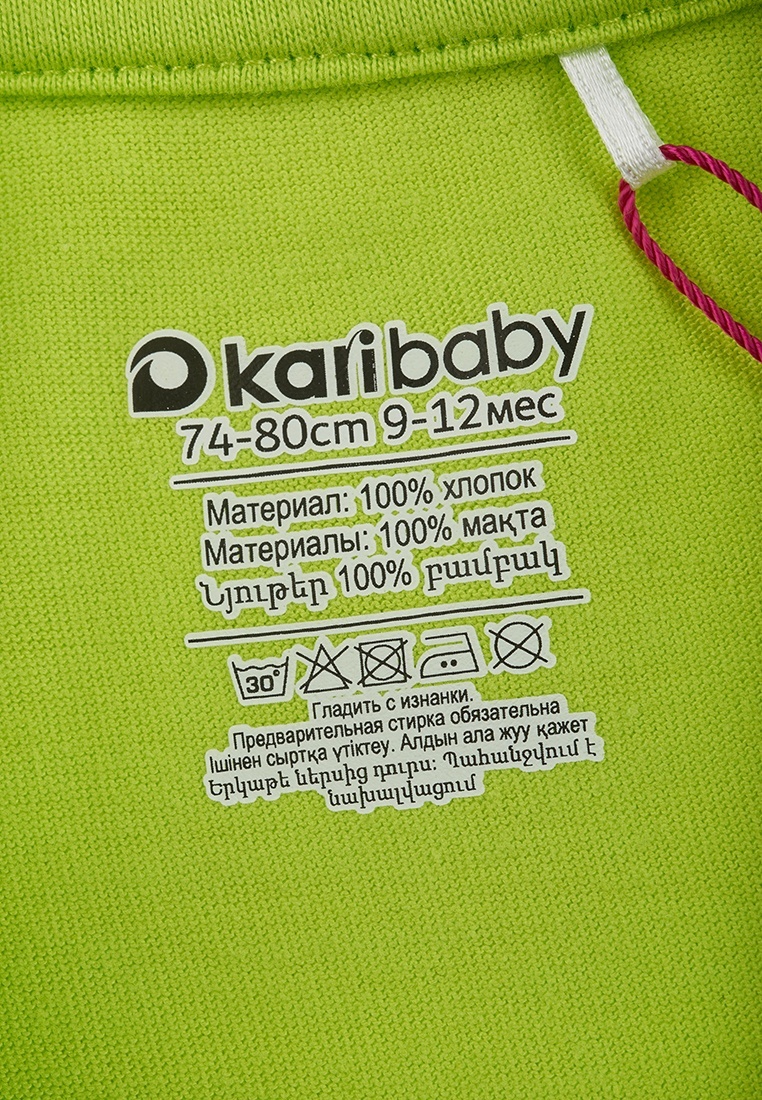 kari baby
74-80cm 9-12мес
Материал: 100% хлопок
Материалы: 100% мақта
Նյութեր 100% բամբակ
30°
Гладить с изнанки.
Предварительная стирка обязательна
Ішінен сыртқа үтіктеу. Алдын ала жуу қажет
Երկաթե ներսից դուրս: Պահանջվում է
նախալվացում